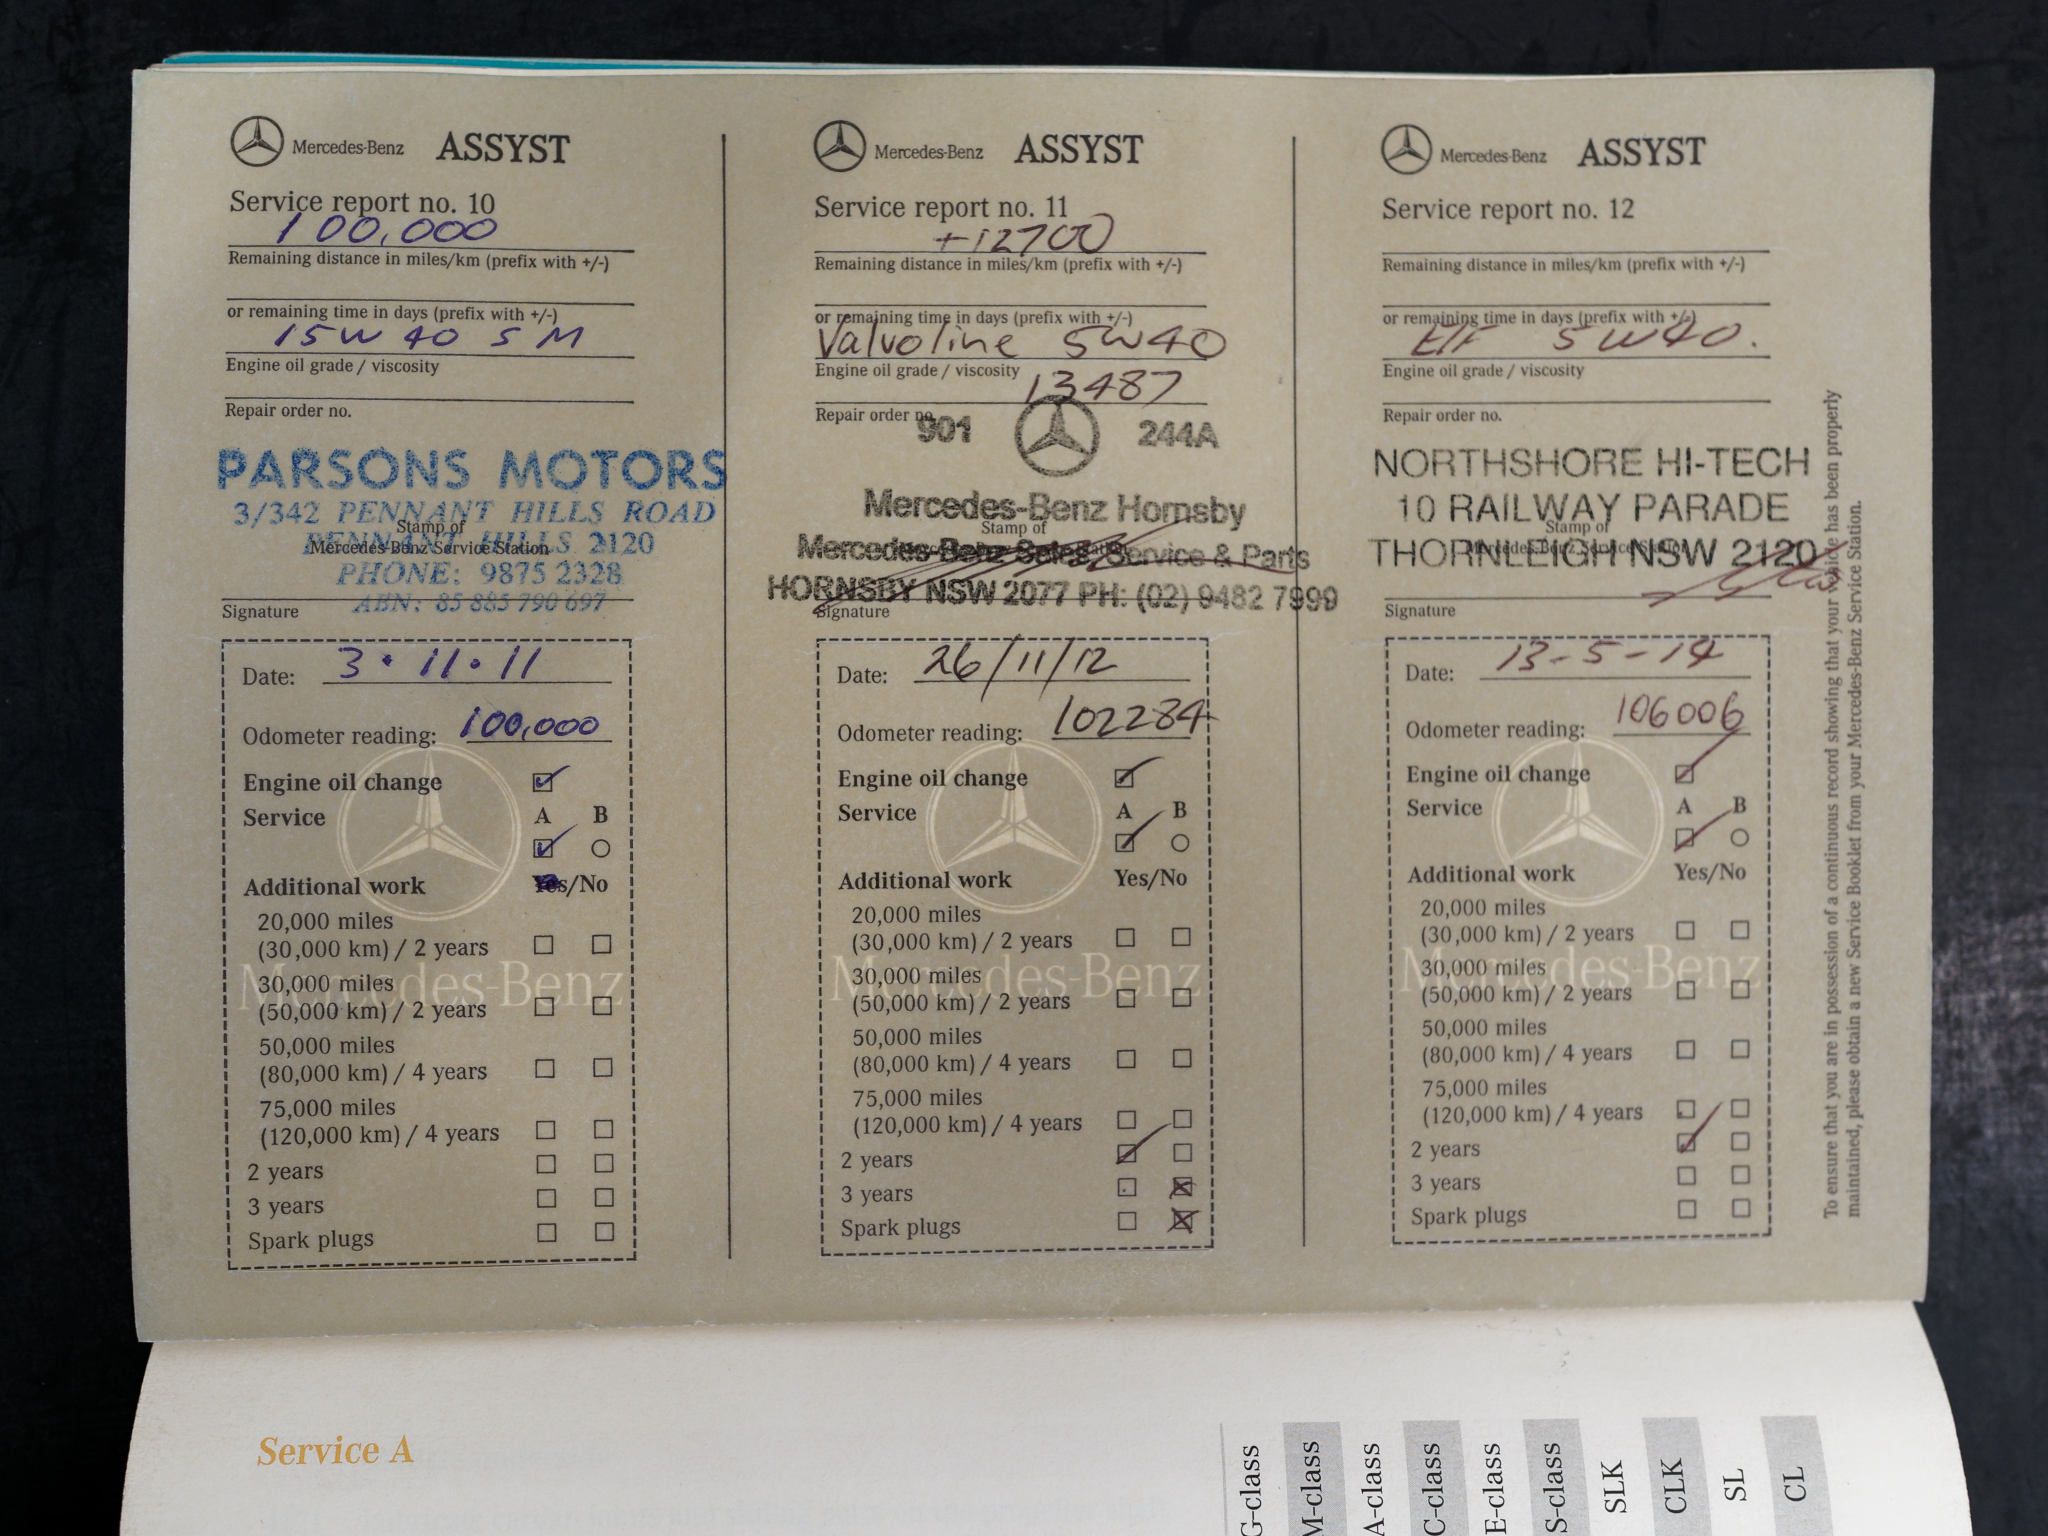 Mercedes-Benz ASSYST
Service report no. 10
100,000
Remaining distance in miles/km (prefix with +/-)
or remaining time in days (prefix with +/-)
15W 40 SM
Engine oil grade / viscosity
Repair order no.
PARSONS MOTORS
3/342 PENNANT HILLS ROAD
Stamp of
PENNANT HILLS 2120
Mercedes-Benz Service Station
PHONE: 9875 2328
ABN: 85 885 790 697
Signature
Date: 3.11.11
Odometer reading: 100,000
Engine oil change
Service A B
Additional work Yes/No
20,000 miles
(30,000 km) / 2 years
30,000 miles
(50,000 km) / 2 years
50,000 miles
(80,000 km) / 4 years
75,000 miles
(120,000 km) / 4 years
2 years
3 years
Spark plugs
Mercedes-Benz
Mercedes-Benz ASSYST
Service report no. 11
+12700
Remaining distance in miles/km (prefix with +/-)
or remaining time in days (prefix with +/-)
Valvoline 5W40
Engine oil grade / viscosity
13487
Repair order no.
901 244A
Mercedes-Benz Hornsby
Stamp of
Mercedes-Benz Sales, Service & Parts
HORNSBY NSW 2077 PH: (02) 9482 7999
Signature
Date: 26/11/12
Odometer reading: 102284
Engine oil change
Service A B
Additional work Yes/No
20,000 miles
(30,000 km) / 2 years
30,000 miles
(50,000 km) / 2 years
50,000 miles
(80,000 km) / 4 years
75,000 miles
(120,000 km) / 4 years
2 years
3 years
Spark plugs
Mercedes-Benz
Mercedes-Benz ASSYST
Service report no. 12
Remaining distance in miles/km (prefix with +/-)
or remaining time in days (prefix with +/-)
5W40.
Engine oil grade / viscosity
Repair order no.
NORTHSHORE HI-TECH
10 RAILWAY PARADE
Stamp of
THORNLEIGH NSW 2120
Signature
Date: 13-5-14
Odometer reading: 106006
Engine oil change
Service A B
Additional work Yes/No
20,000 miles
(30,000 km) / 2 years
30,000 miles
(50,000 km) / 2 years
50,000 miles
(80,000 km) / 4 years
75,000 miles
(120,000 km) / 4 years
2 years
3 years
Spark plugs
Mercedes-Benz
To ensure that you are in possession of a continuous record showing that your vehicle has been properly
maintained, please obtain a new Service Booklet from your Mercedes-Benz Service Station.
Service A
G-class
M-class
A-class
C-class
E-class
S-class
SLK
CLK
SL
CL